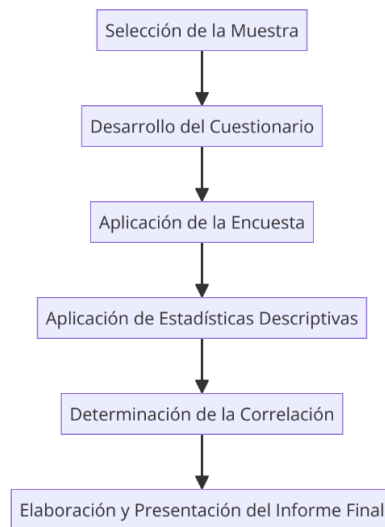 Selección de la Muestra
Desarrollo del Cuestionario
Aplicación de la Encuesta
Aplicación de Estadísticas Descriptivas
Determinación de la Correlación
Elaboración y Presentación del Informe Final